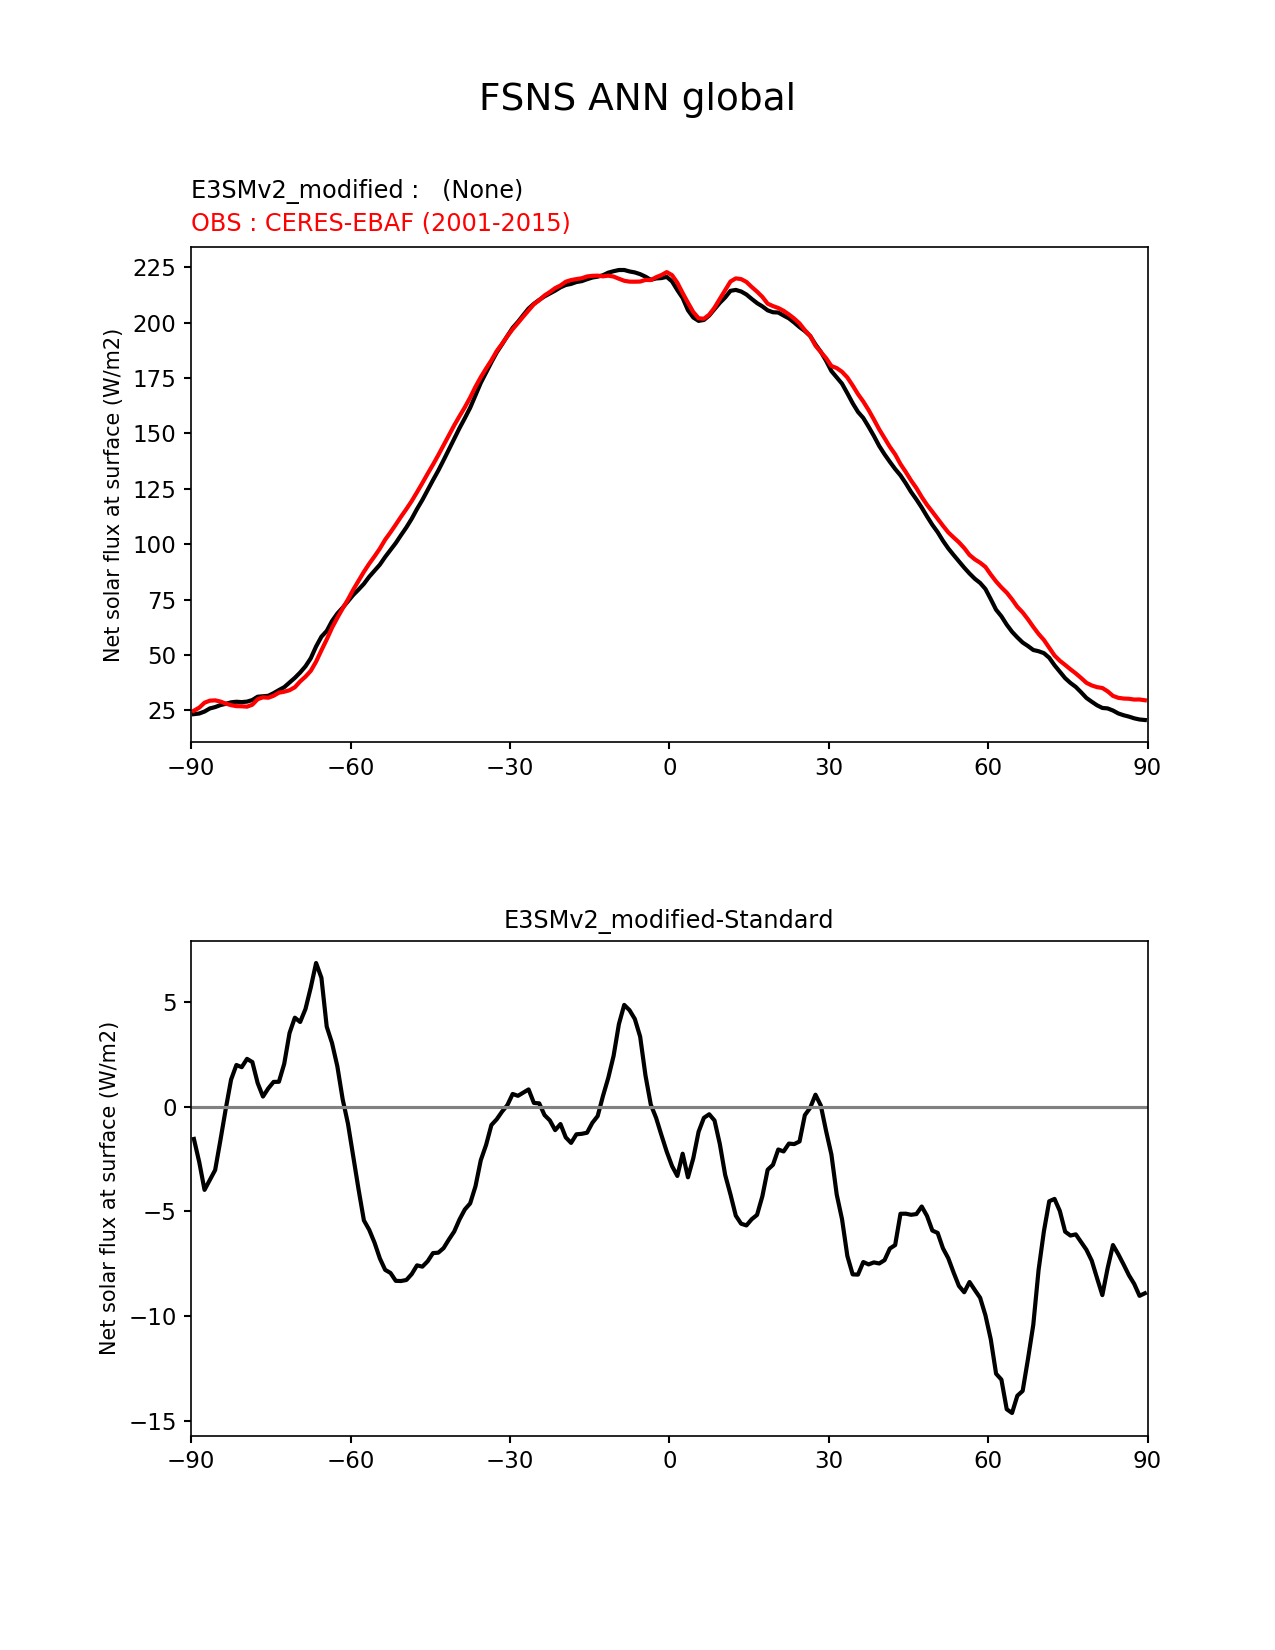 FSNS ANN global
E3SMv2_modified :   (None)
OBS : CERES-EBAF (2001-2015)
Net solar flux at surface (W/m2)
225
200
175
150
125
100
75
50
25
−90 −60 −30 0 30 60 90
E3SMv2_modified-Standard
Net solar flux at surface (W/m2)
5
0
−5
−10
−15
−90 −60 −30 0 30 60 90